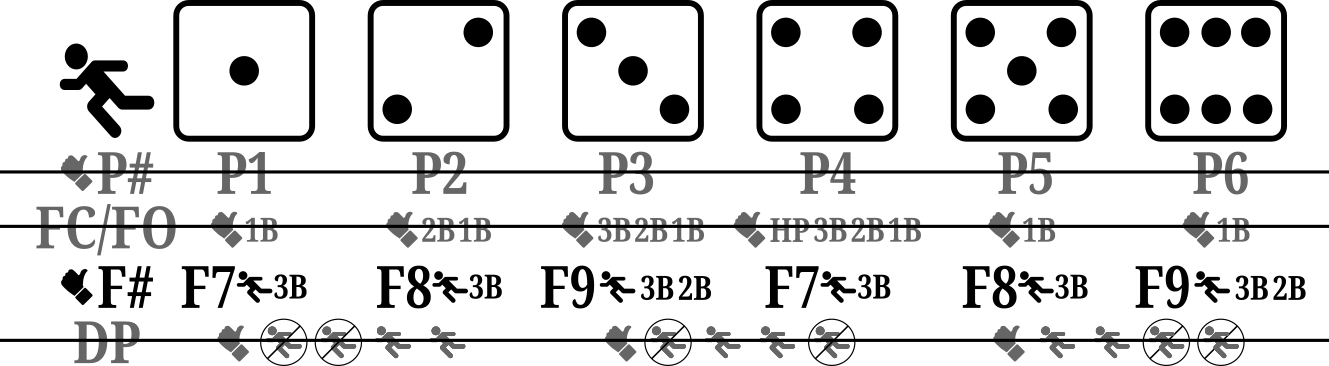 P# P1 P2 P3 P4 P5 P6
FC/FO 1B 2B 1B 3B 2B 1B HP 3B 2B 1B 1B 1B
F# F7 3B F8 3B F9 3B 2B F7 3B F8 3B F9 3B 2B
DP